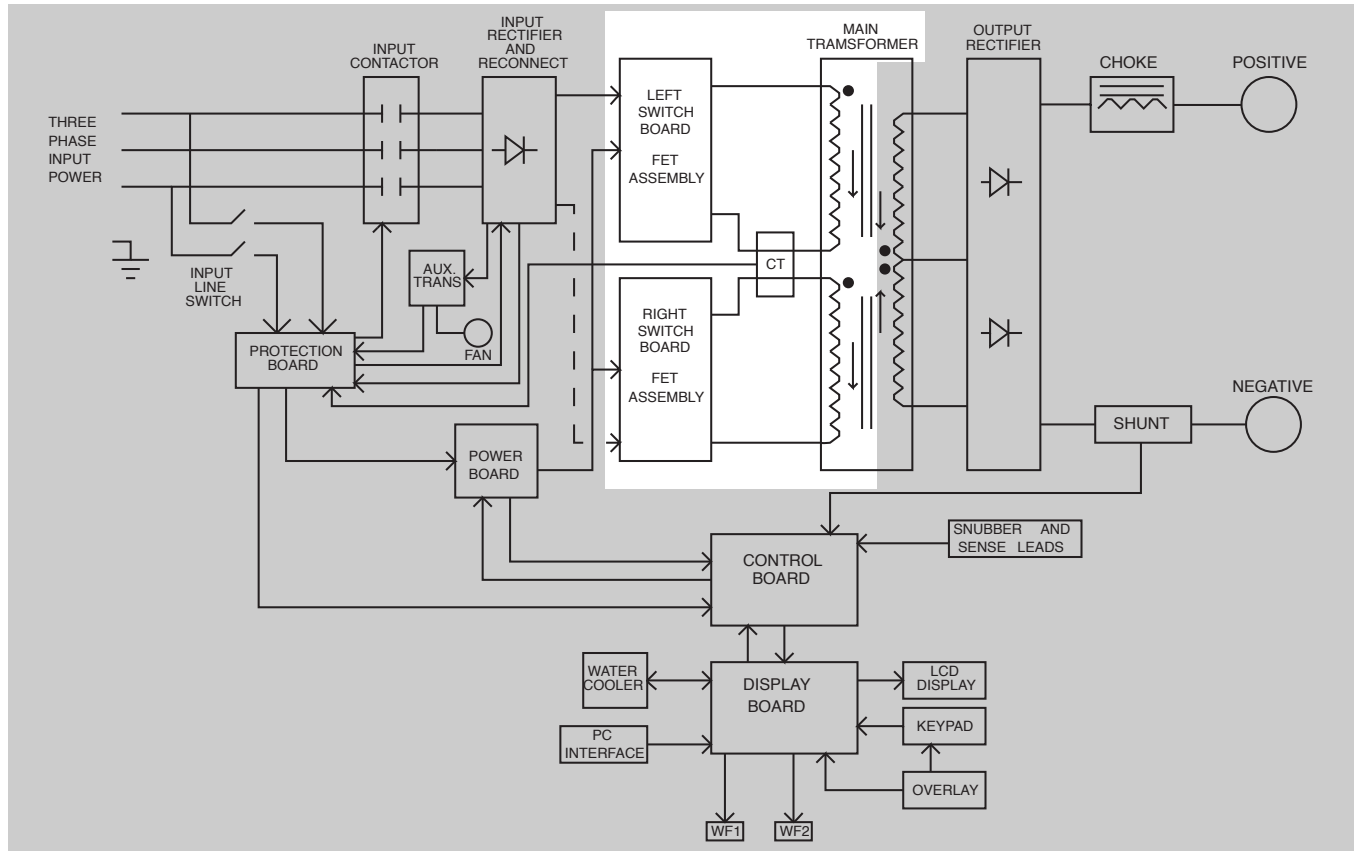 INPUT
RECTIFIER
AND
RECONNECT
INPUT
CONTACTOR
MAIN
TRAMSFORMER
OUTPUT
RECTIFIER
CHOKE
POSITIVE
THREE
PHASE
INPUT
POWER
LEFT
SWITCH
BOARD
FET
ASSEMBLY
CT
INPUT
LINE
SWITCH
AUX.
TRANS
FAN
PROTECTION
BOARD
RIGHT
SWITCH
BOARD
FET
ASSEMBLY
NEGATIVE
SHUNT
POWER
BOARD
SNUBBER AND
SENSE LEADS
CONTROL
BOARD
WATER
COOLER
DISPLAY
BOARD
LCD
DISPLAY
KEYPAD
PC
INTERFACE
OVERLAY
WF1
WF2